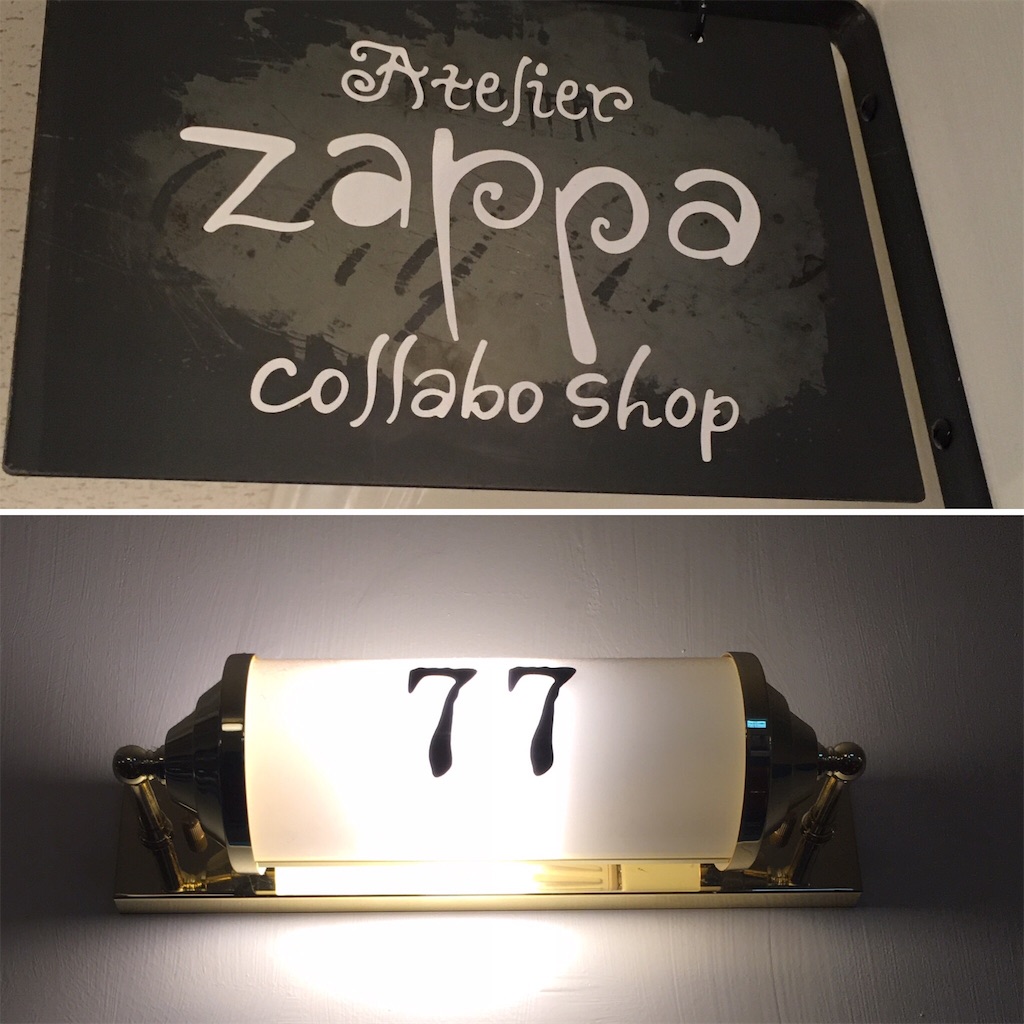 Atelier
zappa
collabo shop
77